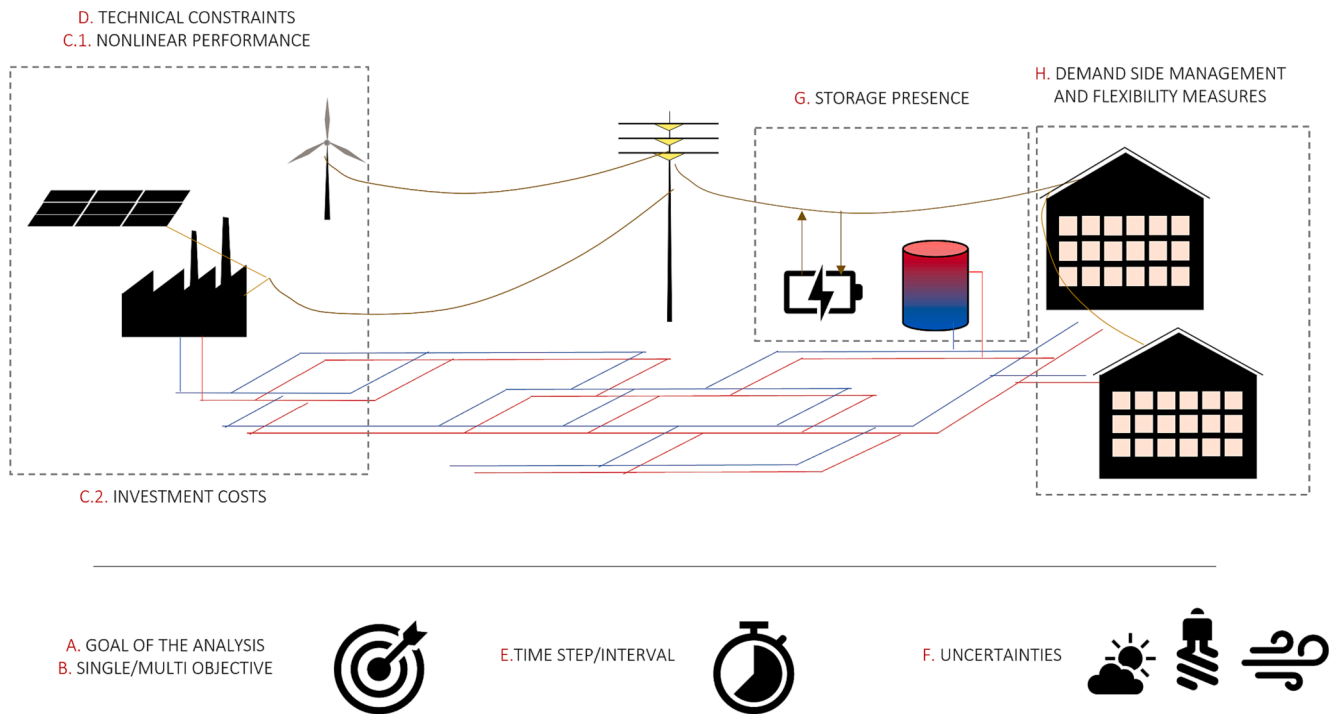 D. TECHNICAL CONSTRAINTS
C.1. NONLINEAR PERFORMANCE
H. DEMAND SIDE MANAGEMENT
AND FLEXIBILITY MEASURES
G. STORAGE PRESENCE
C.2. INVESTMENT COSTS
A. GOAL OF THE ANALYSIS
B. SINGLE/MULTI OBJECTIVE
E.TIME STEP/INTERVAL
F. UNCERTAINTIES